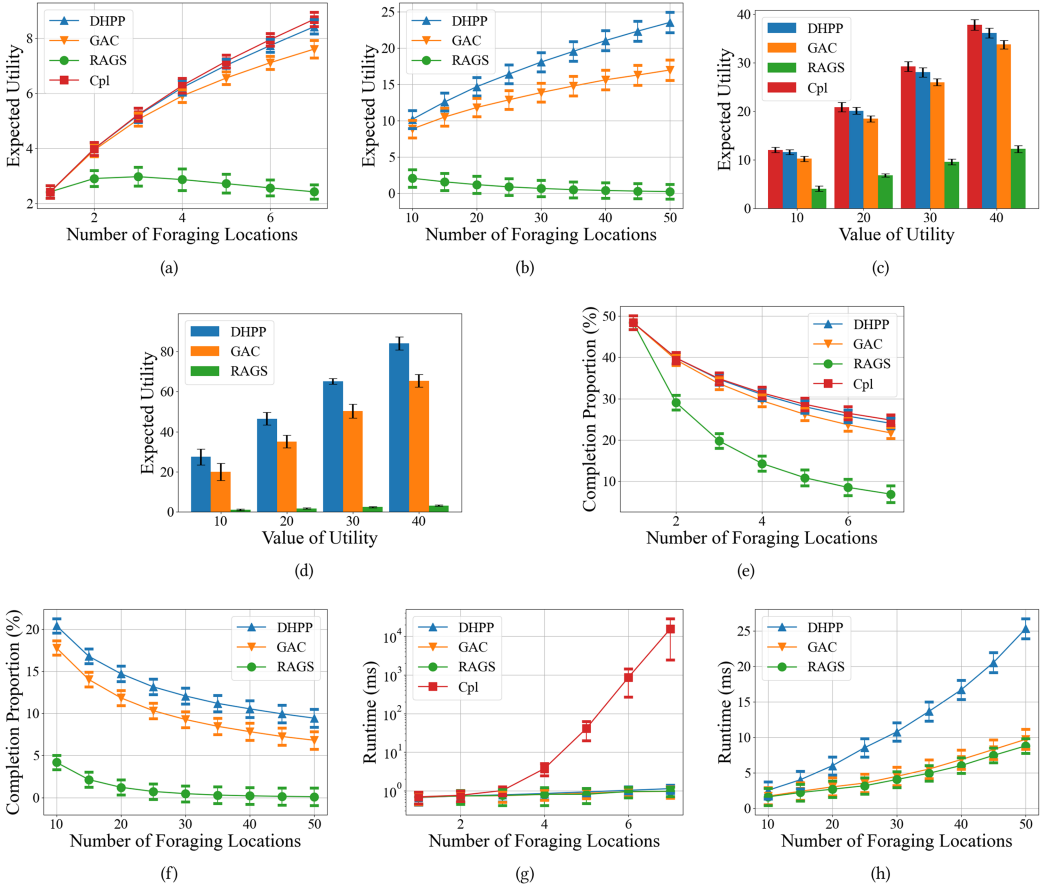 Expected Utility
8
6
4
2
DHPP
GAC
RAGS
Cpl
2
4
6
Number of Foraging Locations
(a)
Expected Utility
25
20
15
10
5
0
DHPP
GAC
RAGS
10
20
30
40
50
Number of Foraging Locations
(b)
Expected Utility
40
30
20
10
0
DHPP
GAC
RAGS
Cpl
10
20
30
40
Value of Utility
(c)
Expected Utility
80
60
40
20
0
DHPP
GAC
RAGS
10
20
30
40
Value of Utility
(d)
Completion Proportion (%)
50
40
30
20
10
DHPP
GAC
RAGS
Cpl
2
4
6
Number of Foraging Locations
(e)
Completion Proportion (%)
20
15
10
5
0
DHPP
GAC
RAGS
10
20
30
40
50
Number of Foraging Locations
(f)
Runtime (ms)
10⁴
10³
10²
10¹
10⁰
DHPP
GAC
RAGS
Cpl
2
4
6
Number of Foraging Locations
(g)
Runtime (ms)
25
20
15
10
5
0
DHPP
GAC
RAGS
10
20
30
40
50
Number of Foraging Locations
(h)